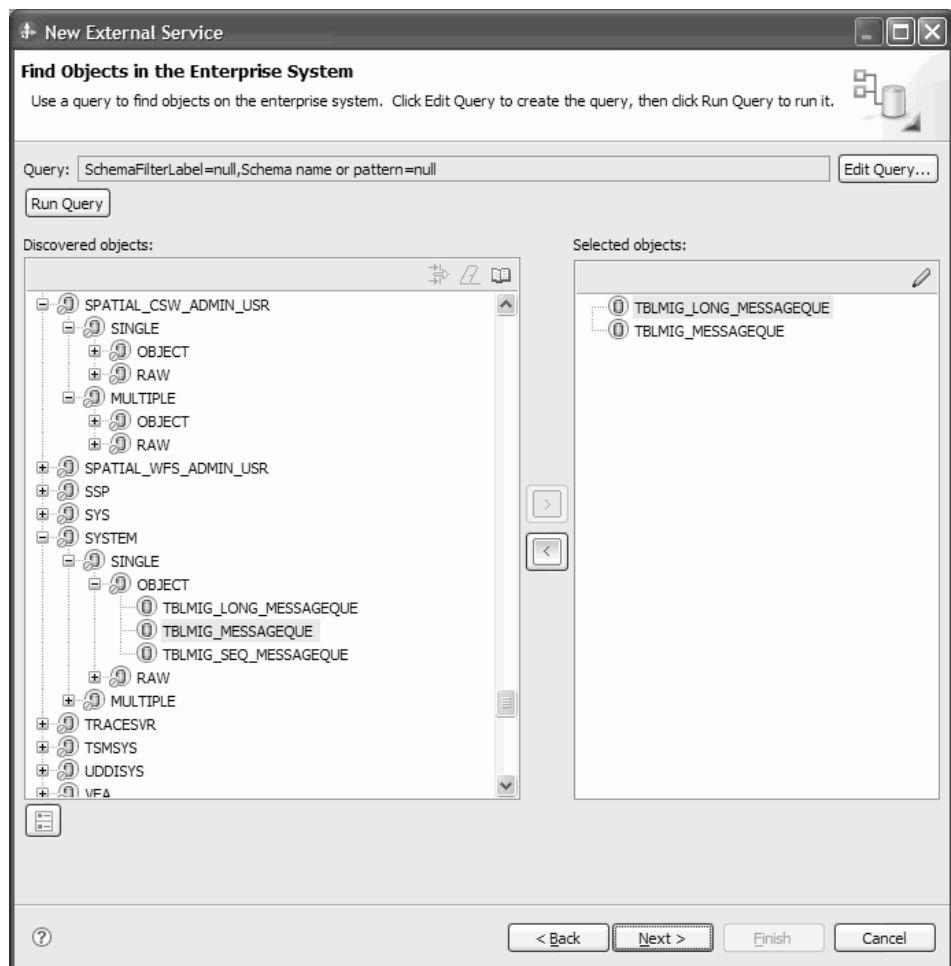 New External Service
Find Objects in the Enterprise System
Use a query to find objects on the enterprise system. Click Edit Query to create the query, then click Run Query to run it.
Query: SchemaFilterLabel=null,Schema name or pattern=null
Edit Query...
Run Query
Discovered objects:
SPATIAL_CSW_ADMIN_USR
SINGLE
OBJECT
RAW
MULTIPLE
OBJECT
RAW
SPATIAL_WFS_ADMIN_USR
SSP
SYS
SYSTEM
SINGLE
OBJECT
TBLMIG_LONG_MESSAGEQUE
TBLMIG_MESSAGEQUE
TBLMIG_SEQ_MESSAGEQUE
RAW
MULTIPLE
TRACESVR
TSMSYS
UDDISYS
VEA
Selected objects:
TBLMIG_LONG_MESSAGEQUE
TBLMIG_MESSAGEQUE
< Back
Next >
Finish
Cancel